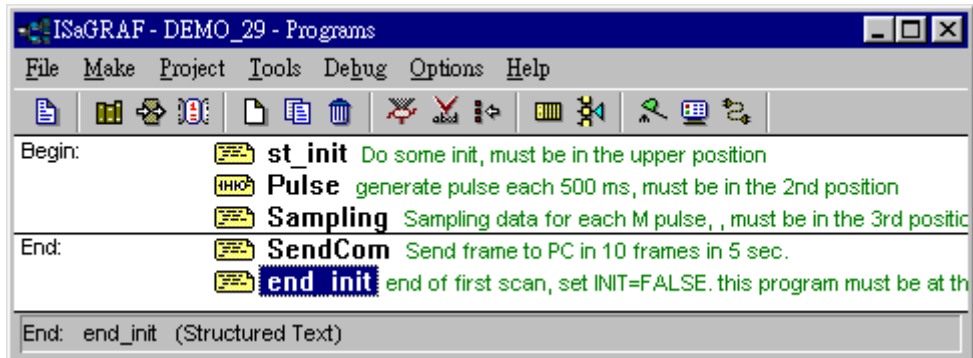 ISaGRAF - DEMO_29 - Programs
File Make Project Tools Debug Options Help
Begin: st_init Do some init, must be in the upper position
Pulse generate pulse each 500 ms, must be in the 2nd position
Sampling Sampling data for each M pulse, , must be in the 3rd positio
End: SendCom Send frame to PC in 10 frames in 5 sec.
end_init end of first scan, set INIT=FALSE. this program must be at th
End: end_init (Structured Text)